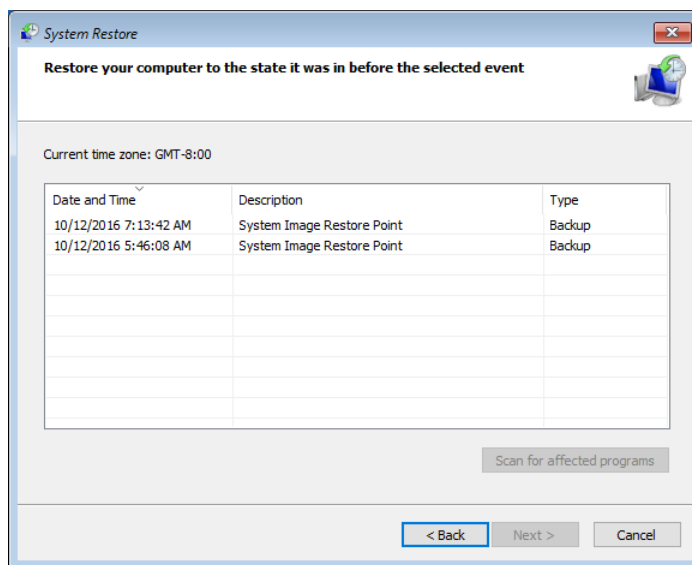 System Restore
Restore your computer to the state it was in before the selected event
Current time zone: GMT-8:00
Date and Time Description Type
10/12/2016 7:13:42 AM System Image Restore Point Backup
10/12/2016 5:46:08 AM System Image Restore Point Backup
Scan for affected programs
< Back Next > Cancel